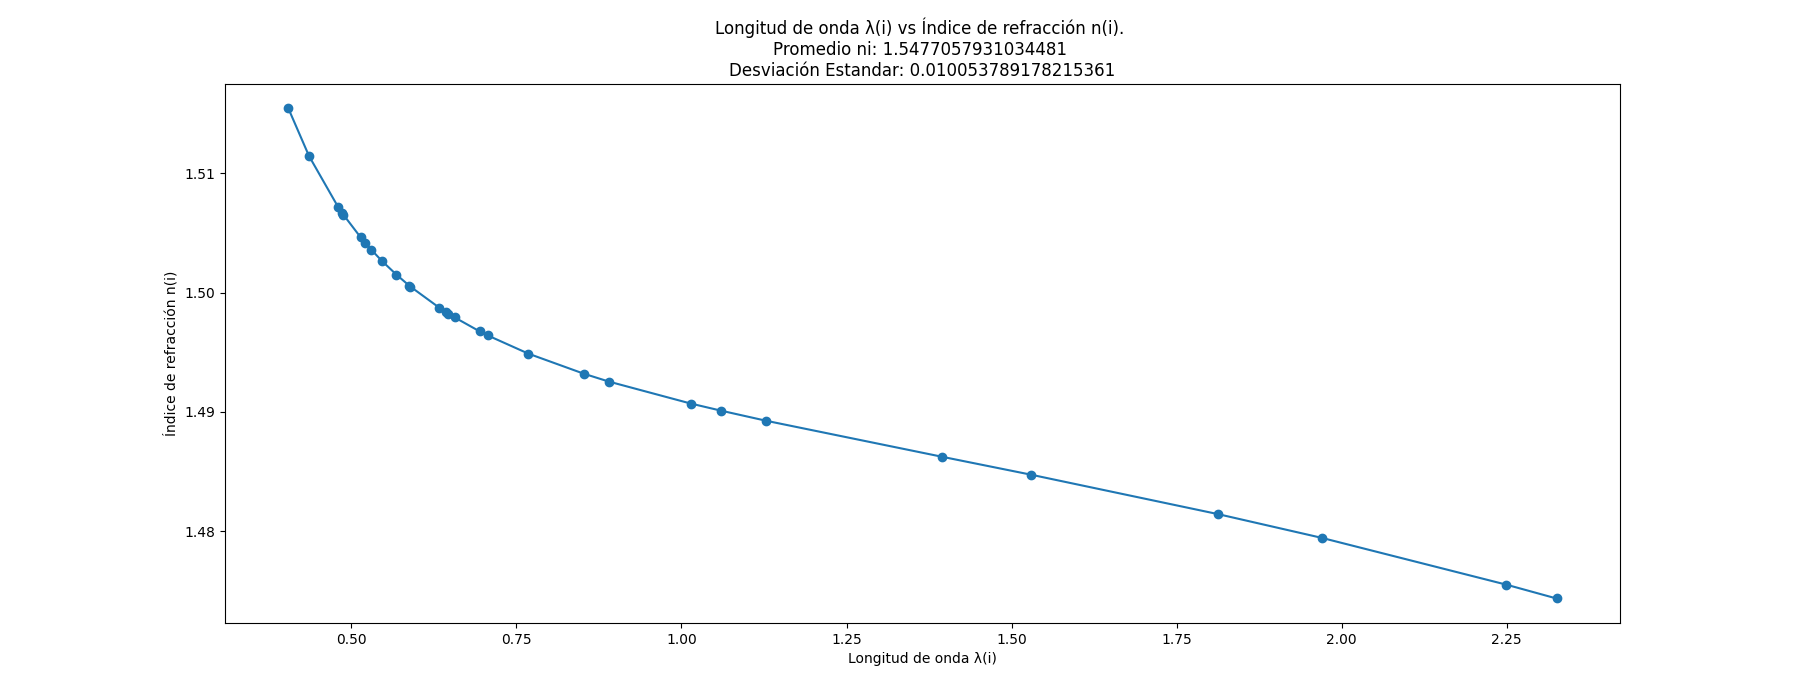 Longitud de onda λ(i) vs Índice de refracción n(i).
Promedio ni: 1.5477057931034481
Desviación Estandar: 0.010053789178215361
Índice de refracción n(i)
1.51
1.50
1.49
1.48
0.50 0.75 1.00 1.25 1.50 1.75 2.00 2.25
Longitud de onda λ(i)